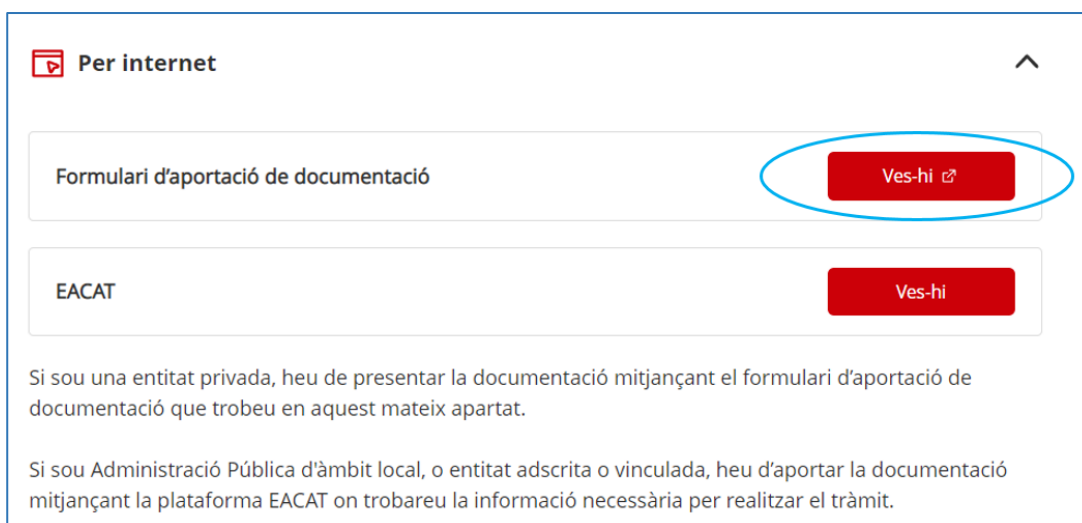 Per internet
Formulari d’aportació de documentació
Ves-hi
EACAT
Ves-hi
Si sou una entitat privada, heu de presentar la documentació mitjançant el formulari d’aportació de
documentació que trobeu en aquest mateix apartat.
Si sou Administració Pública d'àmbit local, o entitat adscrita o vinculada, heu d’aportar la documentació
mitjançant la plataforma EACAT on trobareu la informació necessària per realitzar el tràmit.